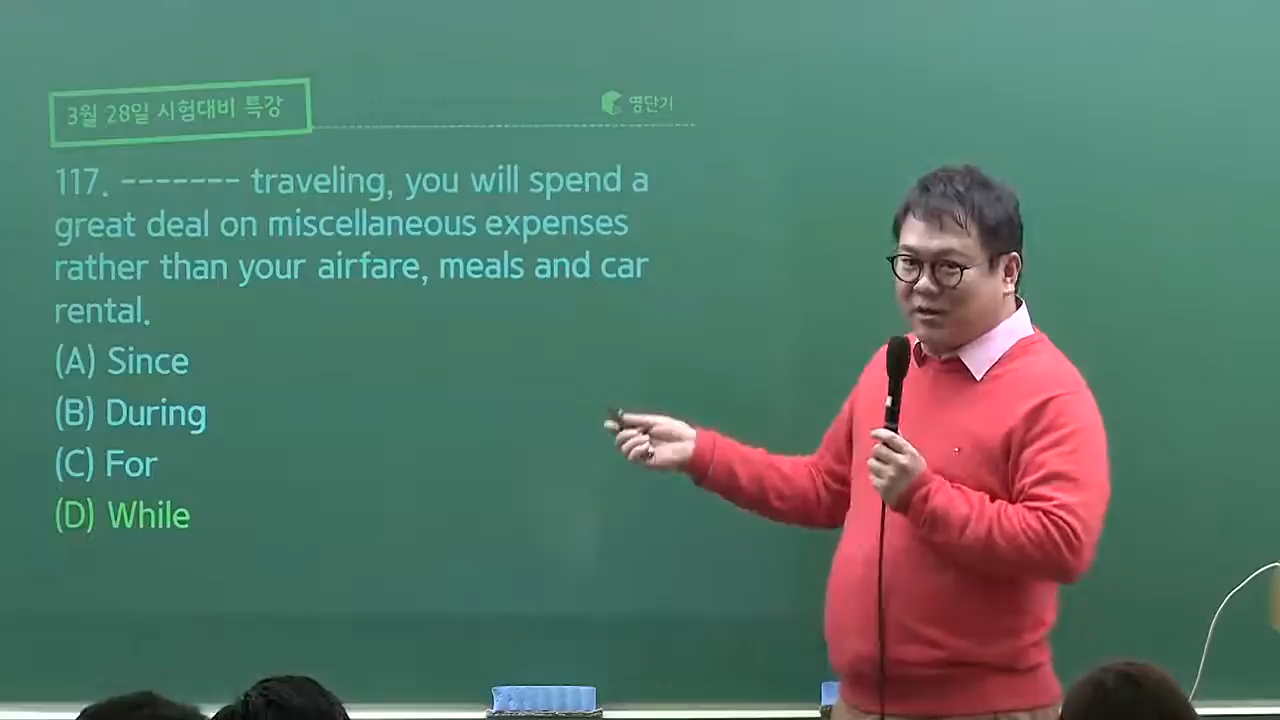 3월 28일 시험대비 특강
영단기
117. ------- traveling, you will spend a
great deal on miscellaneous expenses
rather than your airfare, meals and car
rental.
(A) Since
(B) During
(C) For
(D) While